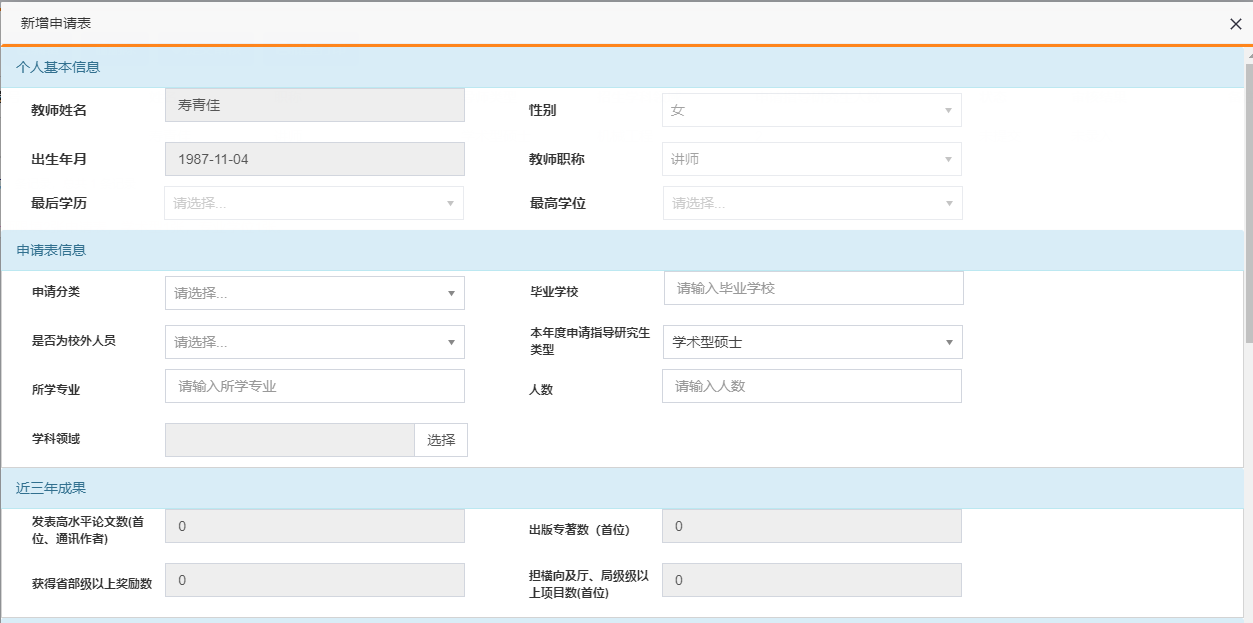 新增申请表
个人基本信息
教师姓名 寿青佳 性别 女
出生年月 1987-11-04 教师职称 讲师
最后学历 请选择... 最高学位 请选择...
申请表信息
申请分类 请选择... 毕业学校 请输入毕业学校
是否为校外人员 请选择... 本年度申请指导研究生
类型 学术型硕士
所学专业 请输入所学专业 人数 请输入人数
学科领域 选择
近三年成果
发表高水平论文数(首
位、通讯作者) 0 出版专著数（首位） 0
获得省部级以上奖励数 0 担横向及厅、局级级以
上项目数(首位) 0